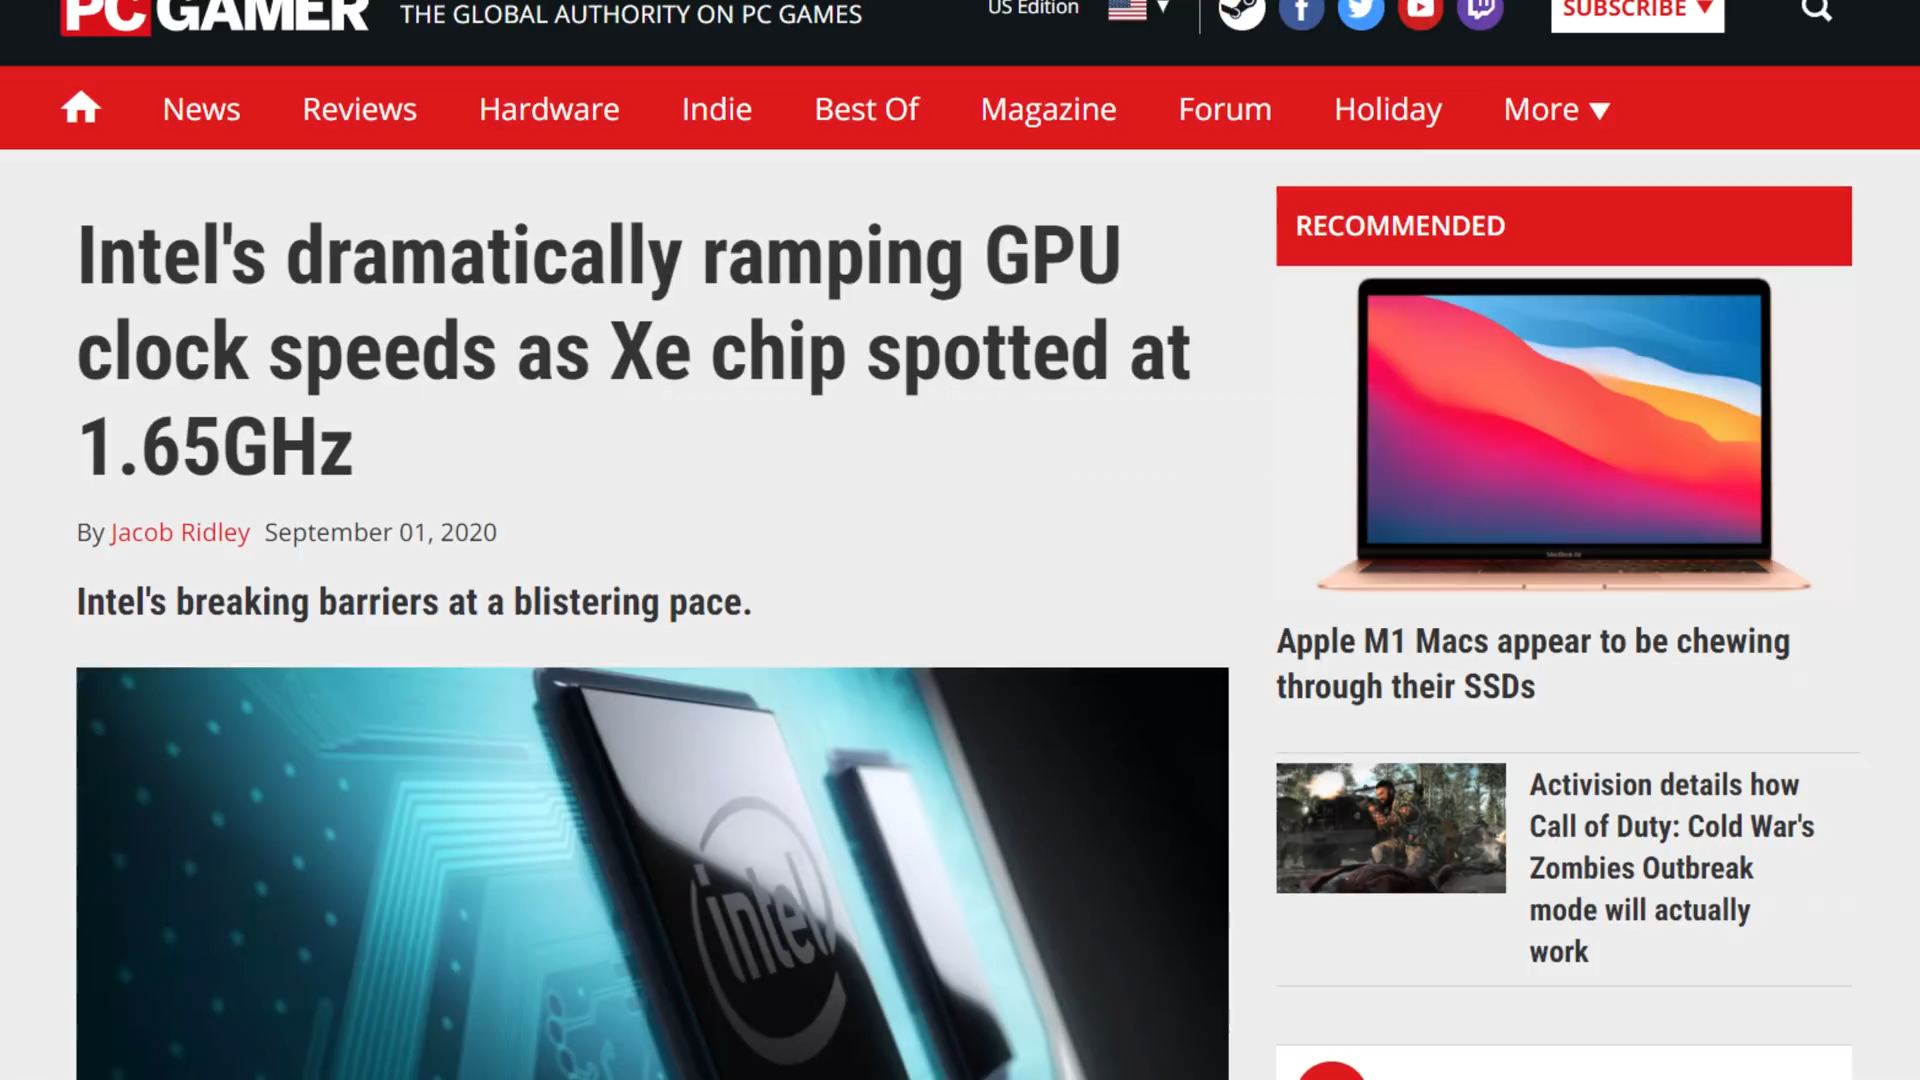 PC GAMER
THE GLOBAL AUTHORITY ON PC GAMES
US Edition
SUBSCRIBE
News
Reviews
Hardware
Indie
Best Of
Magazine
Forum
Holiday
More
Intel's dramatically ramping GPU
clock speeds as Xe chip spotted at
1.65GHz
By Jacob Ridley September 01, 2020
Intel's breaking barriers at a blistering pace.
intel
RECOMMENDED
MacBook Air
Apple M1 Macs appear to be chewing
through their SSDs
Activision details how
Call of Duty: Cold War's
Zombies Outbreak
mode will actually
work